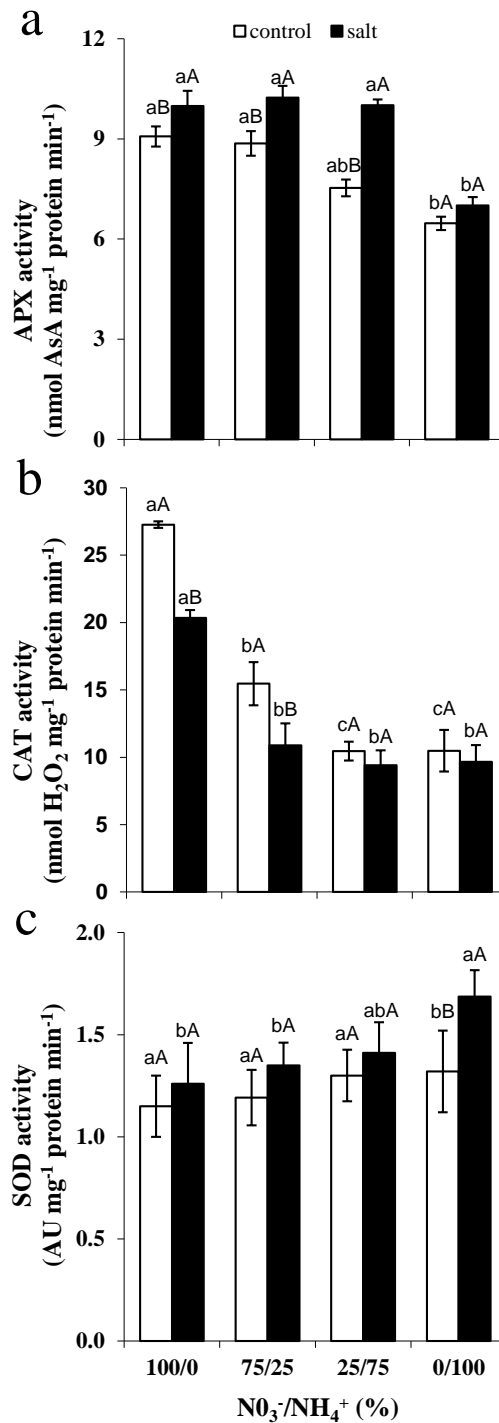 a
control salt
12
9
6
3
0
APX activity
(nmol AsA mg⁻¹ protein min⁻¹)
aB aA aB aA abB aA bA bA
b
30
25
20
15
10
5
0
CAT activity
(nmol H₂O₂ mg⁻¹ protein min⁻¹)
aA aB bA bB cA bA cA bA
c
2.0
1.5
1.0
0.5
0.0
SOD activity
(AU mg⁻¹ protein min⁻¹)
aA bA aA bA aA abA bB aA
100/0 75/25 25/75 0/100
N0₃⁻/NH₄⁺ (%)